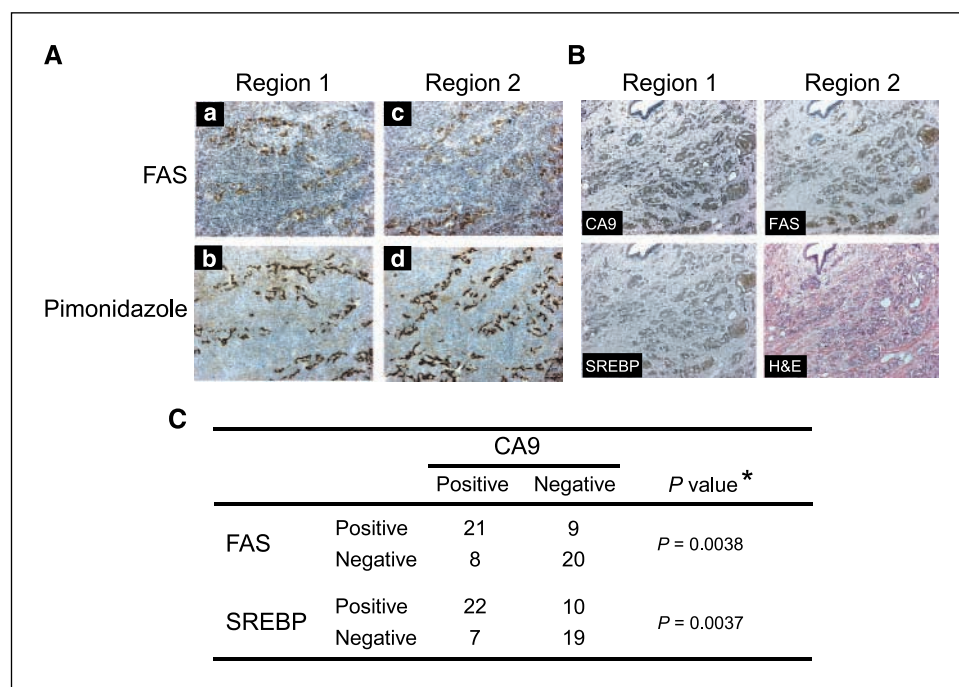 A
B
Region 1 Region 2
Region 1 Region 2
a c
FAS
b d
Pimonidazole
CA9 FAS
SREBP H&E
C
CA9
Positive Negative P value *
FAS Positive 21 9 P = 0.0038
Negative 8 20
SREBP Positive 22 10 P = 0.0037
Negative 7 19